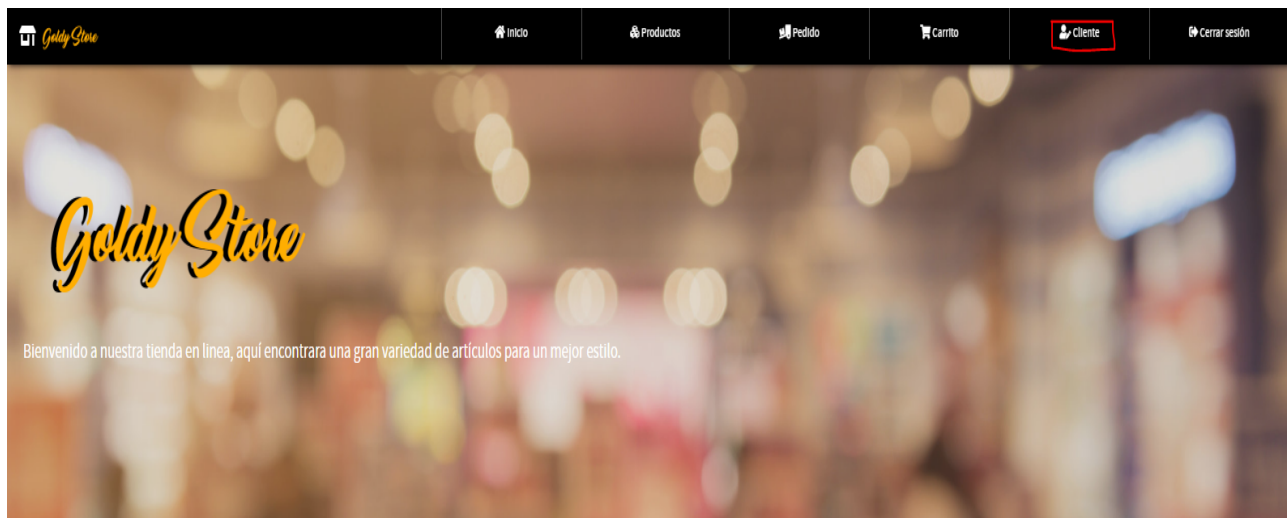 Goldy Store
Inicio
Productos
Pedido
Carrito
Cliente
Cerrar sesión
Goldy Store
Bienvenido a nuestra tienda en linea, aquí encontrara una gran variedad de artículos para un mejor estilo.